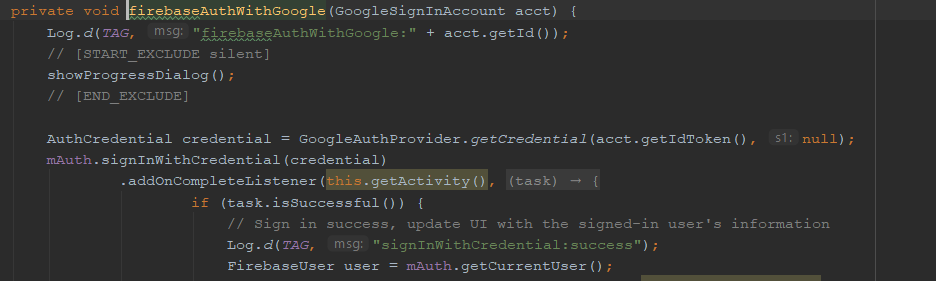 private void firebaseAuthWithGoogle(GoogleSignInAccount acct) {
Log.d(TAG, msg: "firebaseAuthWithGoogle:" + acct.getId());
// [START_EXCLUDE silent]
showProgressDialog();
// [END_EXCLUDE]
AuthCredential credential = GoogleAuthProvider.getCredential(acct.getIdToken(), s1: null);
mAuth.signInWithCredential(credential)
.addOnCompleteListener(this.getActivity(), (task) → {
if (task.isSuccessful()) {
// Sign in success, update UI with the signed-in user's information
Log.d(TAG, msg: "signInWithCredential:success");
FirebaseUser user = mAuth.getCurrentUser();